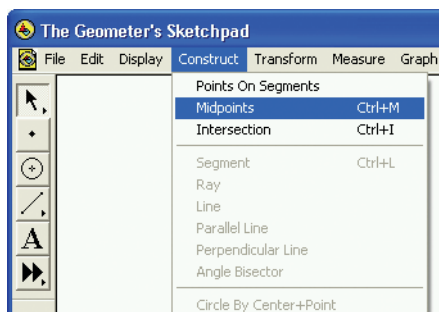 The Geometer's Sketchpad
File Edit Display Construct Transform Measure Graph
Points On Segments
Midpoints Ctrl+M
Intersection Ctrl+I
Segment Ctrl+L
Ray
Line
Parallel Line
Perpendicular Line
Angle Bisector
Circle By Center+Point
A